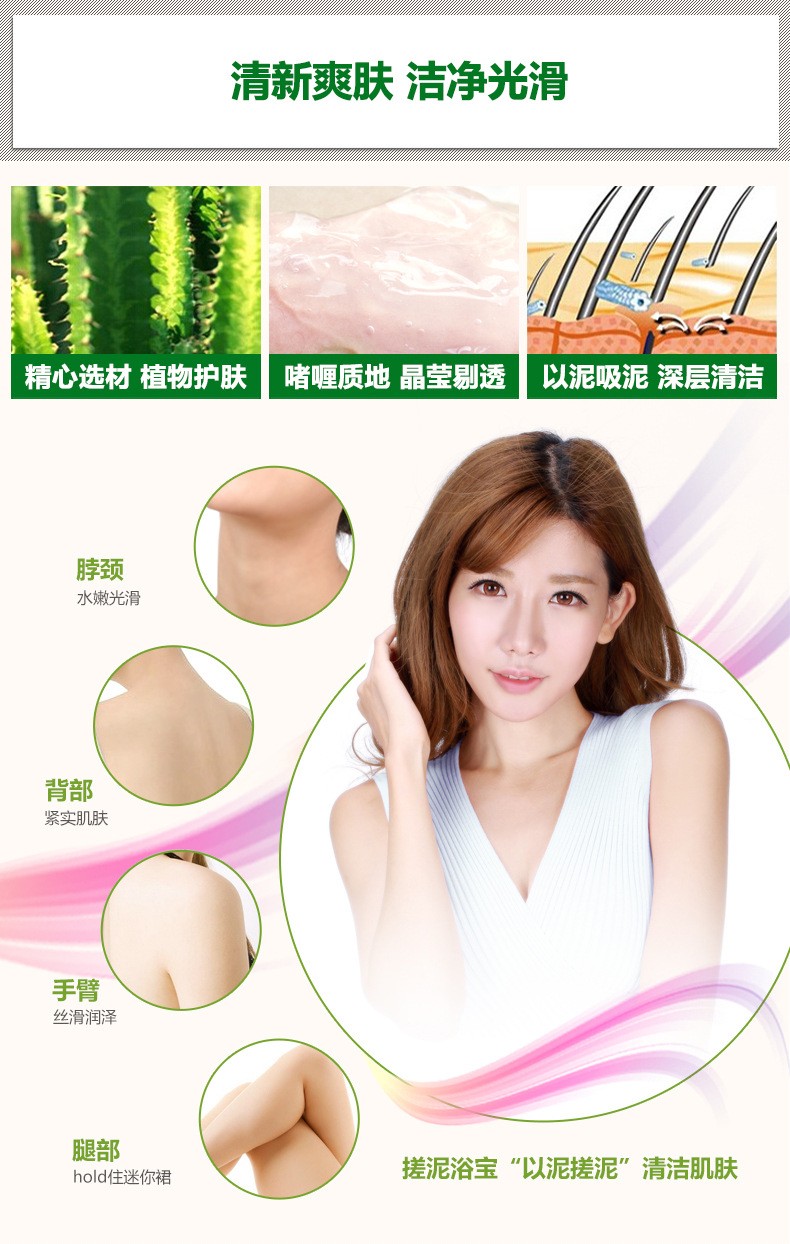 清新爽肤 洁净光滑
精心选材 植物护肤
啫喱质地 晶莹剔透
以泥吸泥 深层清洁
脖颈
水嫩光滑
背部
紧实肌肤
手臂
丝滑润泽
腿部
hold住迷你裙
搓泥浴宝“以泥搓泥”清洁肌肤